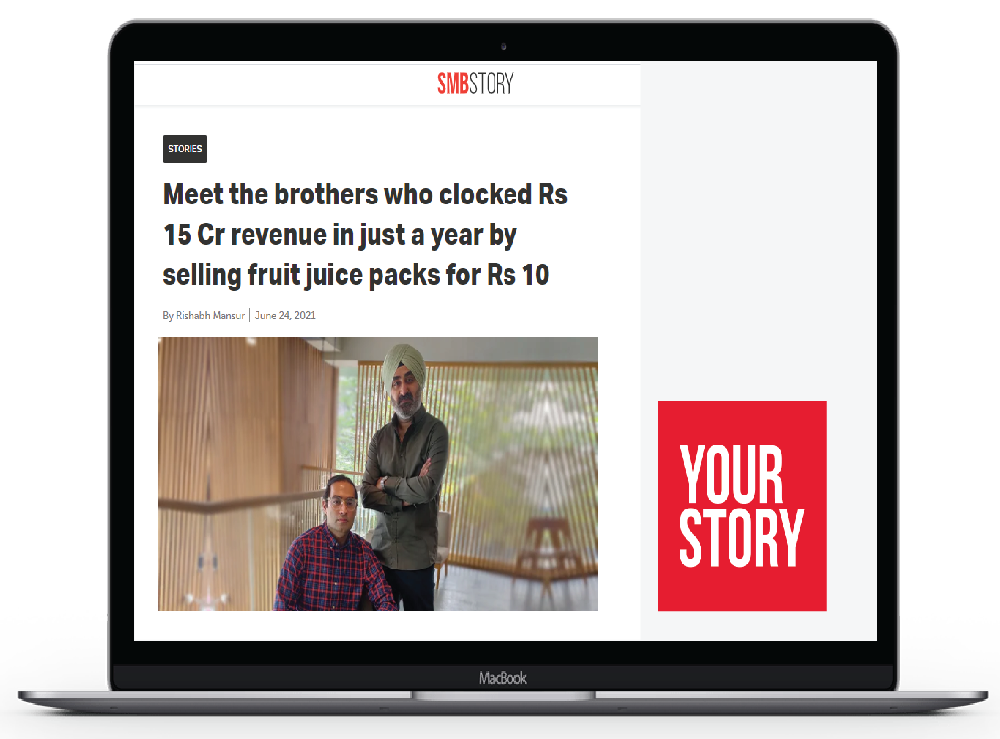 SMBSTORY
STORIES
Meet the brothers who clocked Rs
15 Cr revenue in just a year by
selling fruit juice packs for Rs 10
By Rishabh Mansur | June 24, 2021
YOUR
STORY
MacBook